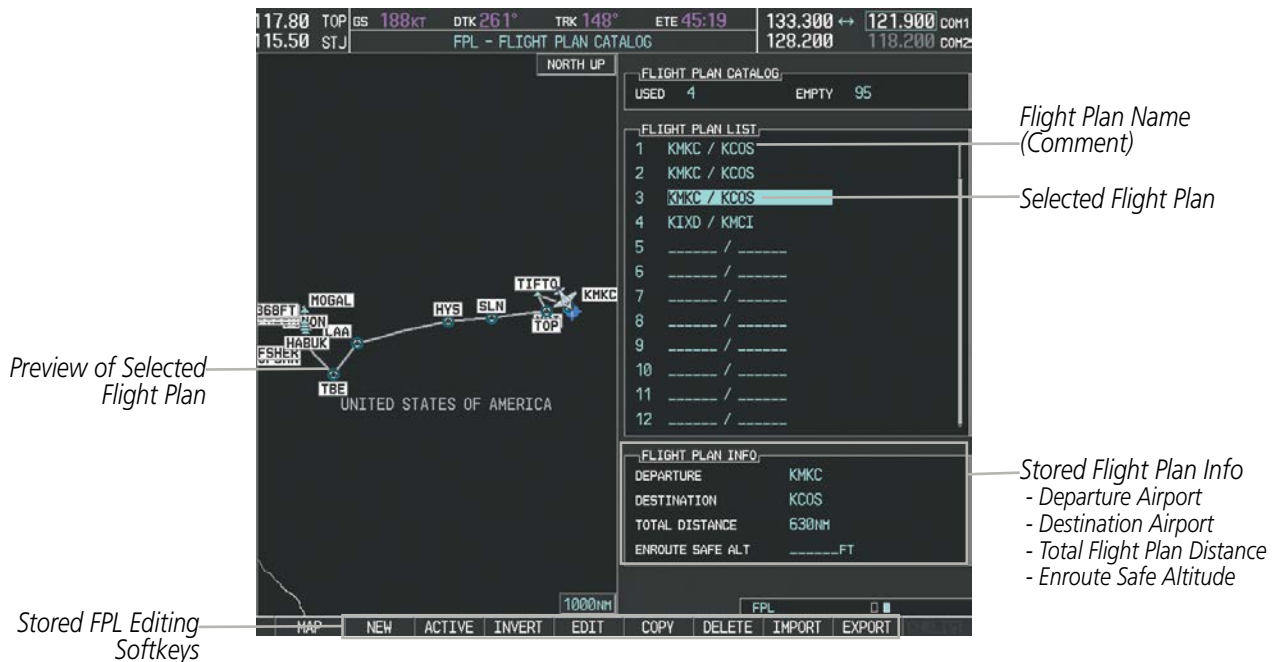 117.80 TOP GS 188KT DTK 261° TRK 148° ETE 45:19 133.300 ↔ 121.900 COM1
115.50 STJ FPL – FLIGHT PLAN CATALOG 128.200 118.200 COM2
NORTH UP
FLIGHT PLAN CATALOG
USED 4 EMPTY 95
FLIGHT PLAN LIST
1 KMKC / KCOS
2 KMKC / KCOS
3 KMKC / KCOS
4 KIXD / KMCI
5 ______ / ______
6 ______ / ______
7 ______ / ______
8 ______ / ______
9 ______ / ______
10 ______ / ______
11 ______ / ______
12 ______ / ______
Flight Plan Name
(Comment)
Selected Flight Plan
TIFTO
KMKC
MOGAL
368FT
HYS
SLN
TOP
LAA
HABUK
FSHER
TBE
UNITED STATES OF AMERICA
Preview of Selected
Flight Plan
FLIGHT PLAN INFO
DEPARTURE KMKC
DESTINATION KCOS
TOTAL DISTANCE 630NM
ENROUTE SAFE ALT ______FT
Stored Flight Plan Info
- Departure Airport
- Destination Airport
- Total Flight Plan Distance
- Enroute Safe Altitude
1000NM
FPL
MAP NEW ACTIVE INVERT EDIT COPY DELETE IMPORT EXPORT
Stored FPL Editing
Softkeys